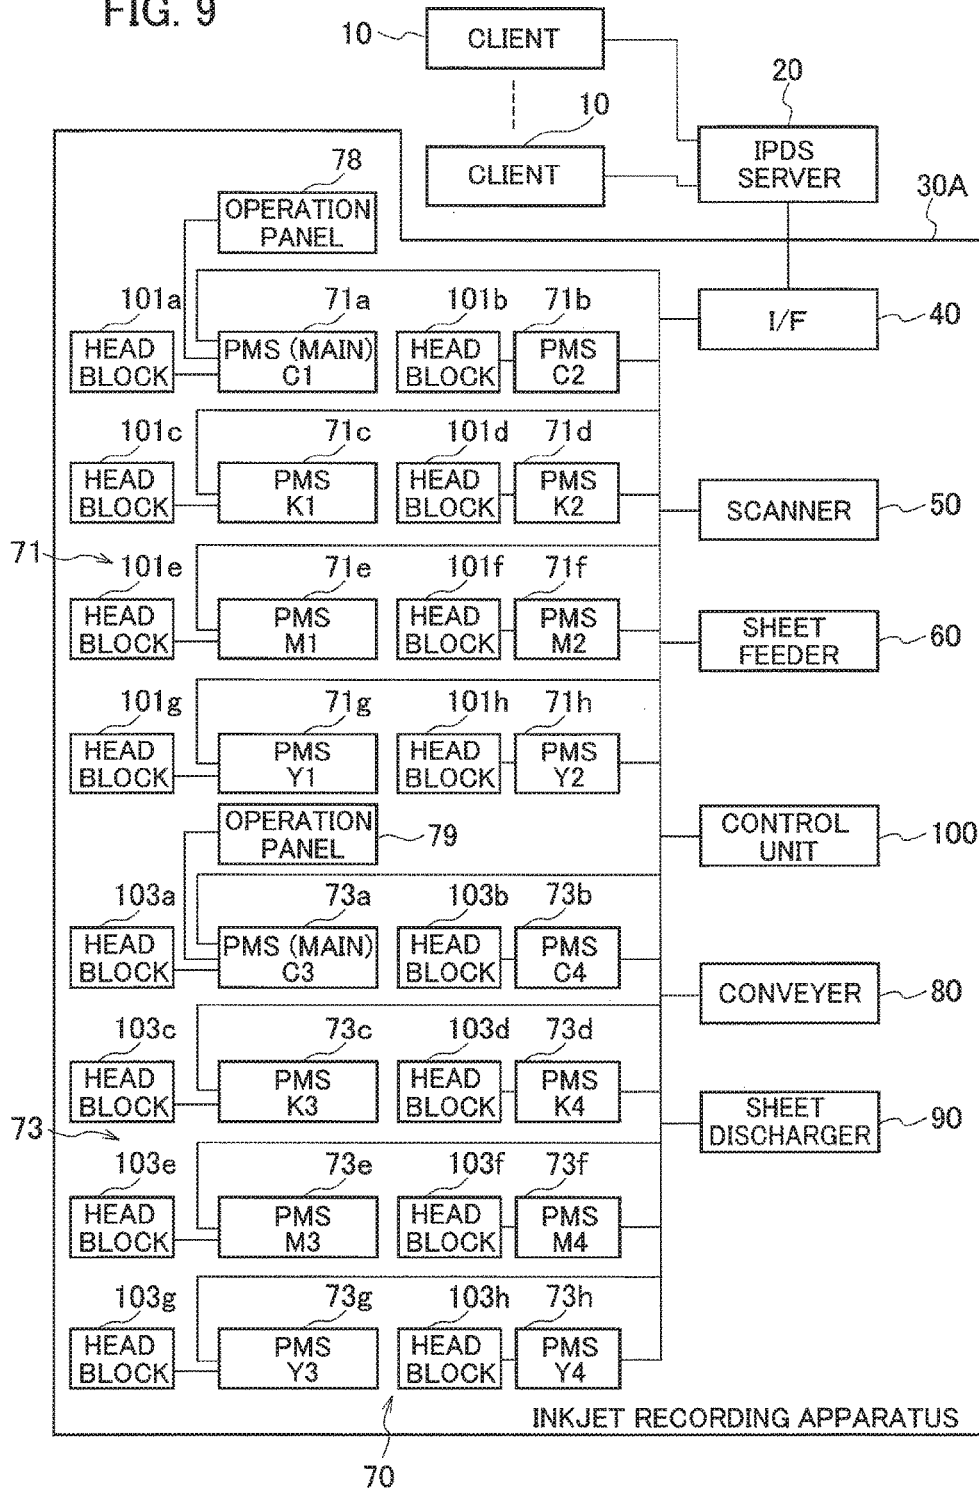 FIG. 9
10 CLIENT
10
20
CLIENT
IPDS
SERVER
78
30A
OPERATION
PANEL
101a 71a 101b 71b
I/F 40
HEAD
BLOCK
PMS (MAIN)
C1
HEAD
BLOCK
PMS
C2
101c 71c 101d 71d
HEAD
BLOCK
PMS
K1
HEAD
BLOCK
PMS
K2
SCANNER 50
71
101e 71e 101f 71f
HEAD
BLOCK
PMS
M1
HEAD
BLOCK
PMS
M2
SHEET
FEEDER
60
101g 71g 101h 71h
HEAD
BLOCK
PMS
Y1
HEAD
BLOCK
PMS
Y2
OPERATION
PANEL
79
CONTROL
UNIT
100
103a 73a 103b 73b
HEAD
BLOCK
PMS (MAIN)
C3
HEAD
BLOCK
PMS
C4
CONVEYER 80
103c 73c 103d 73d
HEAD
BLOCK
PMS
K3
HEAD
BLOCK
PMS
K4
SHEET
DISCHARGER
90
73
103e 73e 103f 73f
HEAD
BLOCK
PMS
M3
HEAD
BLOCK
PMS
M4
103g 73g 103h 73h
HEAD
BLOCK
PMS
Y3
HEAD
BLOCK
PMS
Y4
INKJET RECORDING APPARATUS
70